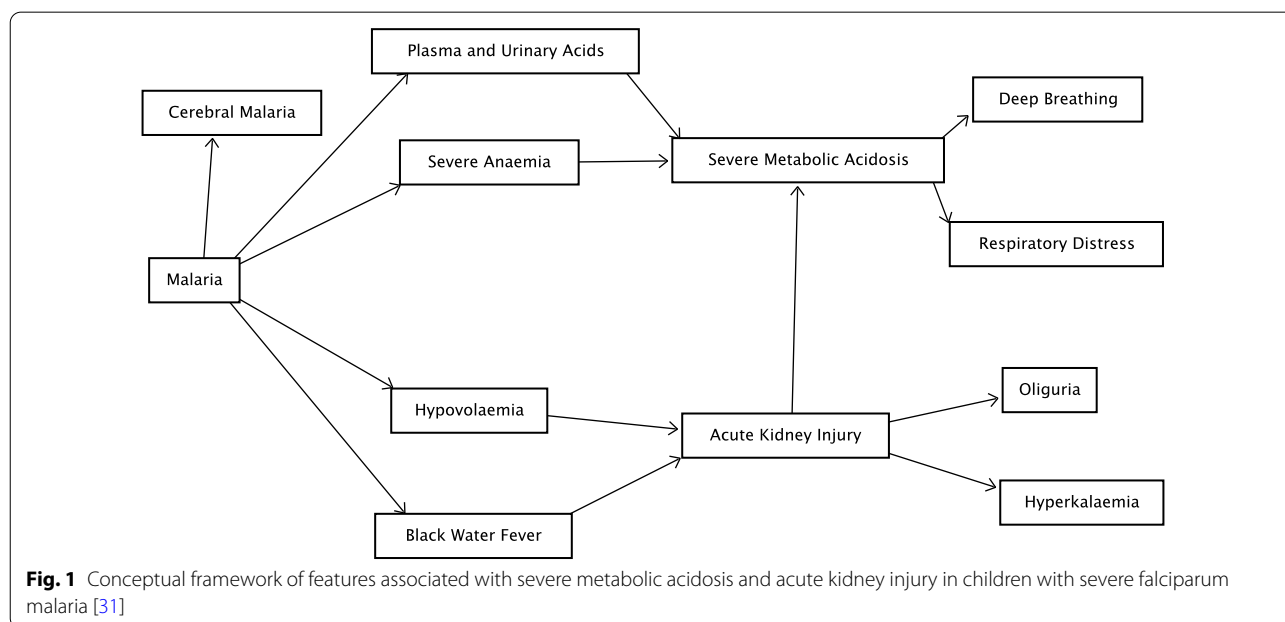 Plasma and Urinary Acids
Deep Breathing
Cerebral Malaria
Severe Anaemia
Severe Metabolic Acidosis
Respiratory Distress
Malaria
Oliguria
Hypovolaemia
Acute Kidney Injury
Hyperkalaemia
Black Water Fever
Fig. 1 Conceptual framework of features associated with severe metabolic acidosis and acute kidney injury in children with severe falciparum
malaria [31]